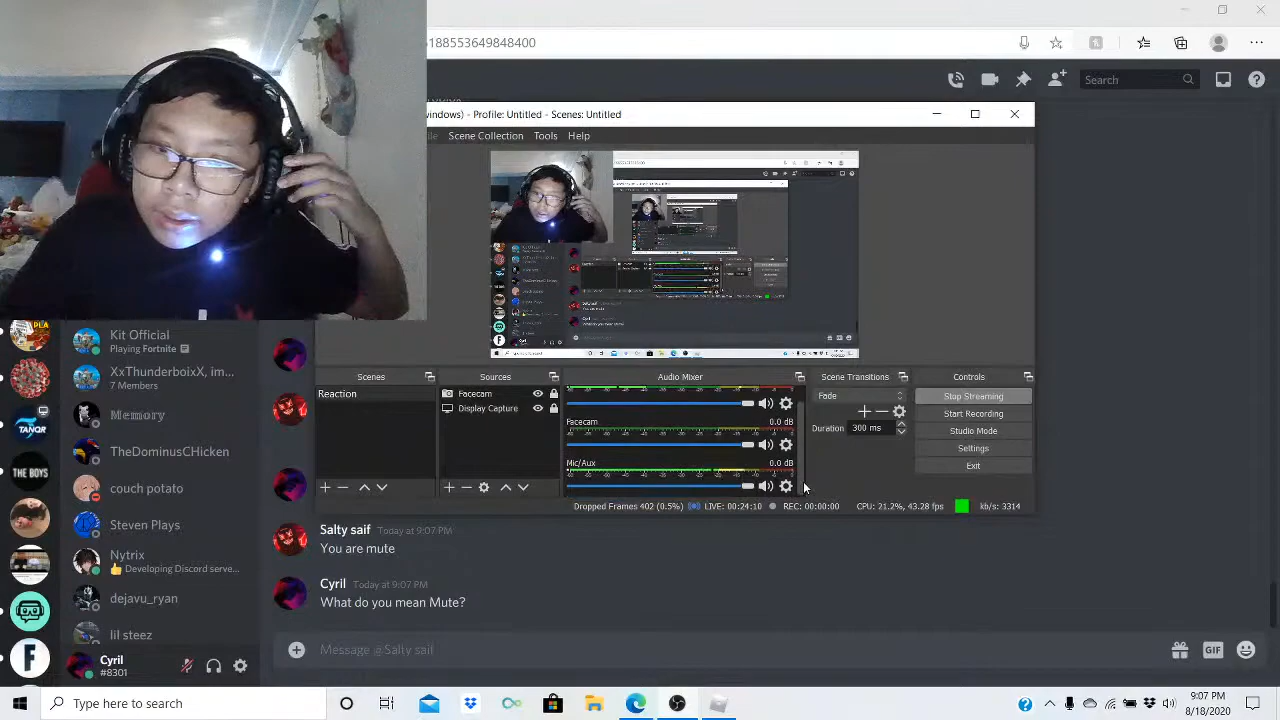 188553649848400
Search
windows) - Profile: Untitled - Scenes: Untitled
Scene Collection Tools Help
Kit Official
Playing Fortnite
XxThunderboixX, im...
7 Members
Memory
TANQR
TheDominusCHicken
THE BOYS
couch potato
Steven Plays
Nytrix
Developing Discord serve...
dejavu_ryan
lil steez
Cyril
#8301
Scenes
Reaction
Sources
Facecam
Display Capture
Audio Mixer
Facecam 0.0 dB
Mic/Aux 0.0 dB
Scene Transitions
Fade
Duration 300 ms
Controls
Stop Streaming
Start Recording
Studio Mode
Settings
Exit
Dropped Frames 402 (0.5%) LIVE: 00:24:10 REC: 00:00:00 CPU: 21.2%, 43.28 fps kb/s: 3314
Salty saif Today at 9:07 PM
You are mute
Cyril Today at 9:07 PM
What do you mean Mute?
Message @Salty saif
GIF
Type here to search
9:07 PM
8/18/2020